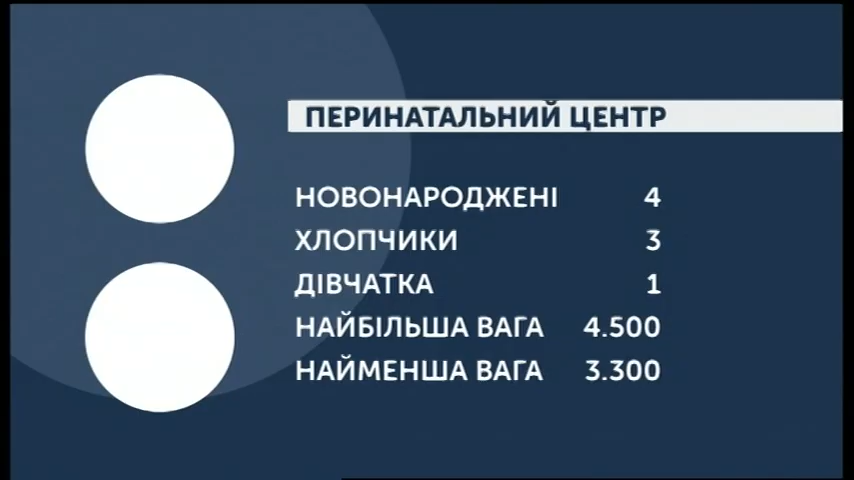 ПЕРИНАТАЛЬНИЙ ЦЕНТР
НОВОНАРОДЖЕНІ 4
ХЛОПЧИКИ 3
ДІВЧАТКА 1
НАЙБІЛЬША ВАГА 4.500
НАЙМЕНША ВАГА 3.300